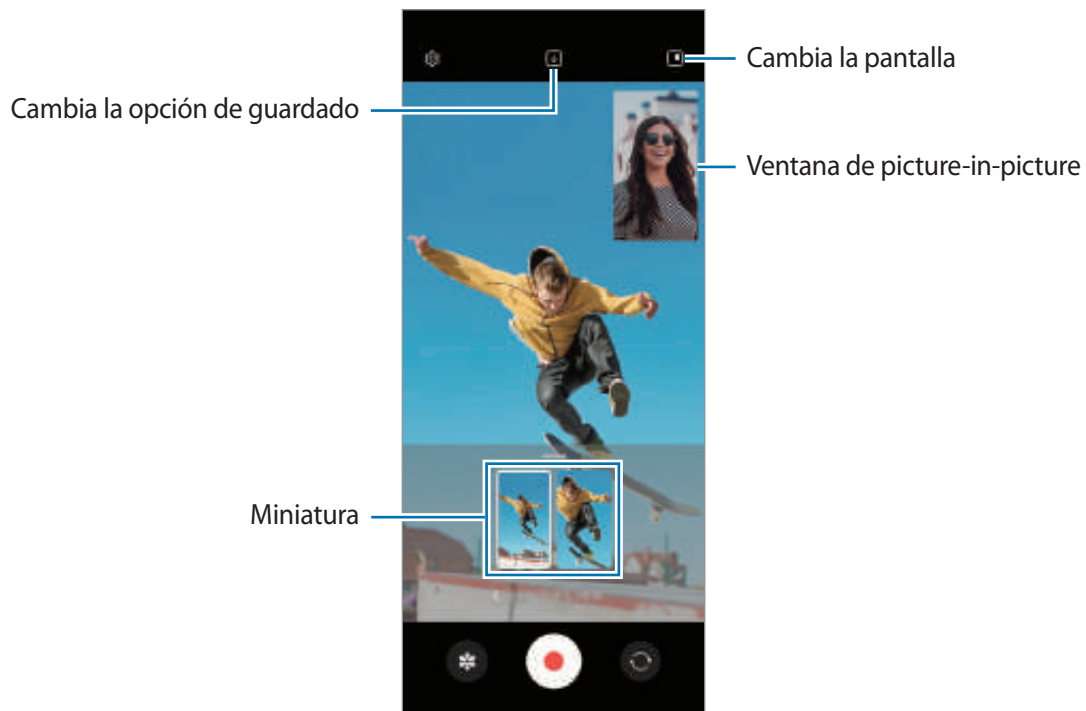 Cambia la pantalla
Cambia la opción de guardado
Ventana de picture-in-picture
Miniatura